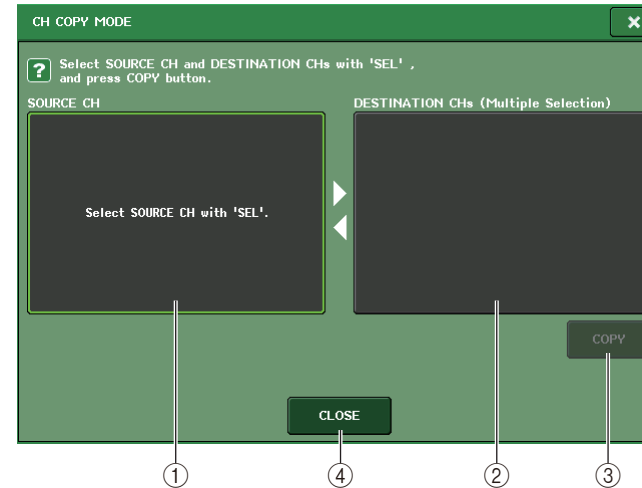 CH COPY MODE
×
? Select SOURCE CH and DESTINATION CHs with 'SEL' ,
and press COPY button.
SOURCE CH
DESTINATION CHs (Multiple Selection)
Select SOURCE CH with 'SEL'.
COPY
CLOSE
① ④ ② ③